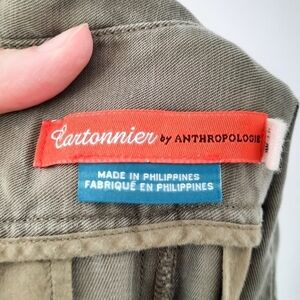 Cartonnier by ANTHROPOLOGIE
MADE IN PHILIPPINES
FABRIQUÉ EN PHILIPPINES